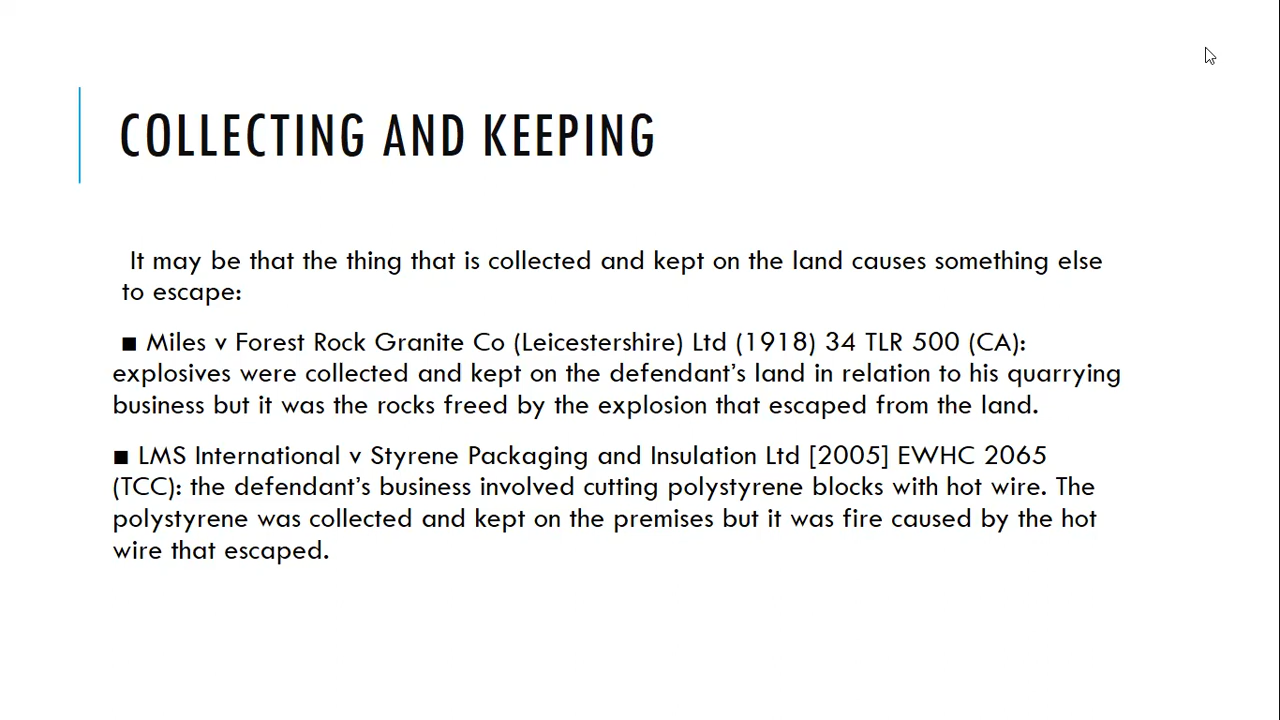 COLLECTING AND KEEPING
It may be that the thing that is collected and kept on the land causes something else
to escape:
■ Miles v Forest Rock Granite Co (Leicestershire) Ltd (1918) 34 TLR 500 (CA):
explosives were collected and kept on the defendant’s land in relation to his quarrying
business but it was the rocks freed by the explosion that escaped from the land.
■ LMS International v Styrene Packaging and Insulation Ltd [2005] EWHC 2065
(TCC): the defendant’s business involved cutting polystyrene blocks with hot wire. The
polystyrene was collected and kept on the premises but it was fire caused by the hot
wire that escaped.